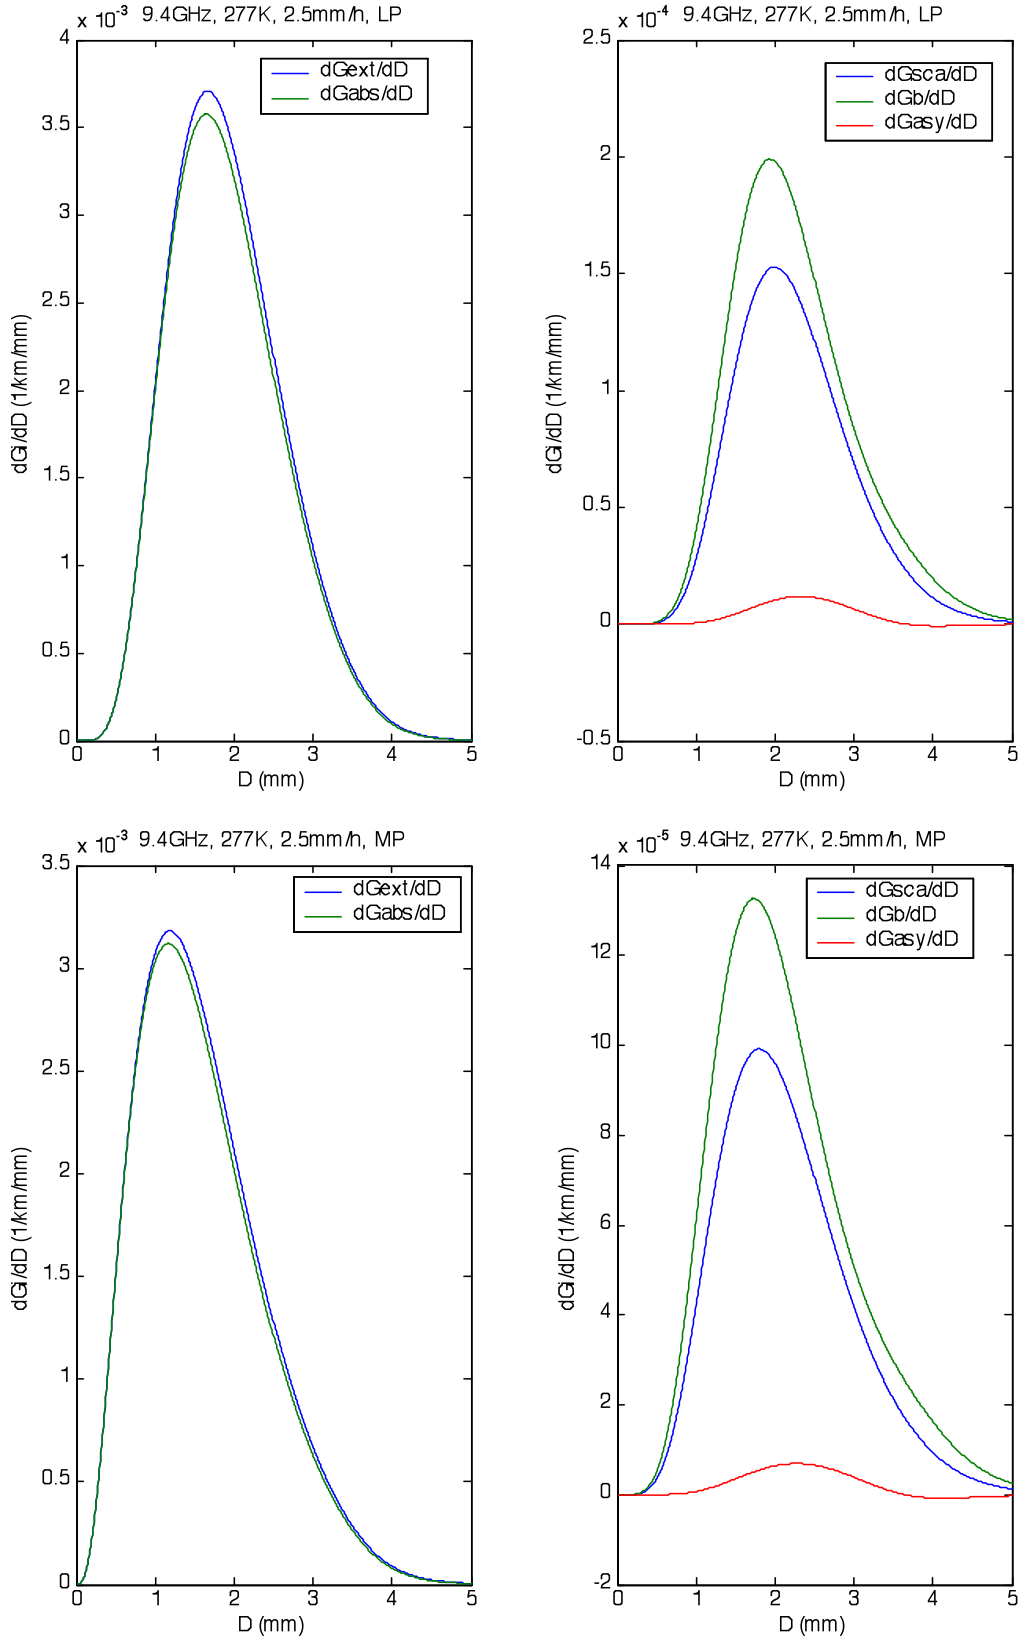 x 10-3 9.4GHz, 277K, 2.5mm/h, LP
4
3.5
3
2.5
2
1.5
1
0.5
0
0 1 2 3 4 5
D (mm)
dGi/dD (1/km/mm)
dGext/dD
dGabs/dD
x 10-4 9.4GHz, 277K, 2.5mm/h, LP
2.5
2
1.5
1
0.5
0
-0.5
0 1 2 3 4 5
D (mm)
dGi/dD (1/km/mm)
dGsca/dD
dGb/dD
dGasy/dD
x 10-3 9.4GHz, 277K, 2.5mm/h, MP
3.5
3
2.5
2
1.5
1
0.5
0
0 1 2 3 4 5
D (mm)
dGi/dD (1/km/mm)
dGext/dD
dGabs/dD
x 10-5 9.4GHz, 277K, 2.5mm/h, MP
14
12
10
8
6
4
2
0
-2
0 1 2 3 4 5
D (mm)
dGi/dD (1/km/mm)
dGsca/dD
dGb/dD
dGasy/dD